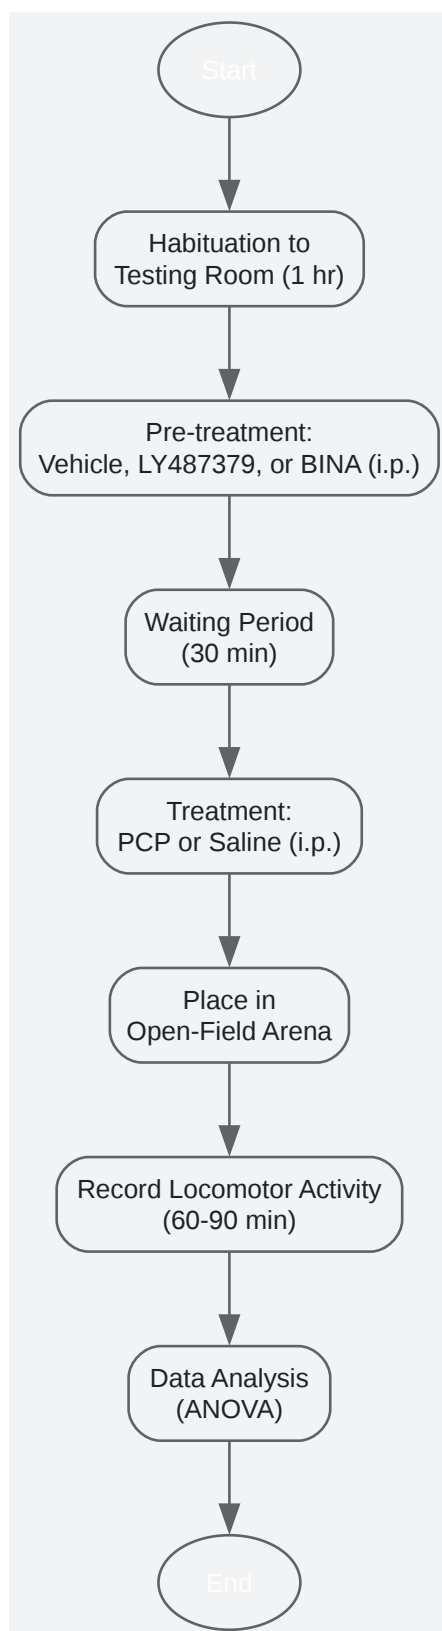 Start
Habituation to
Testing Room (1 hr)
Pre-treatment:
Vehicle, LY487379, or BINA (i.p.)
Waiting Period
(30 min)
Treatment:
PCP or Saline (i.p.)
Place in
Open-Field Arena
Record Locomotor Activity
(60-90 min)
Data Analysis
(ANOVA)
End